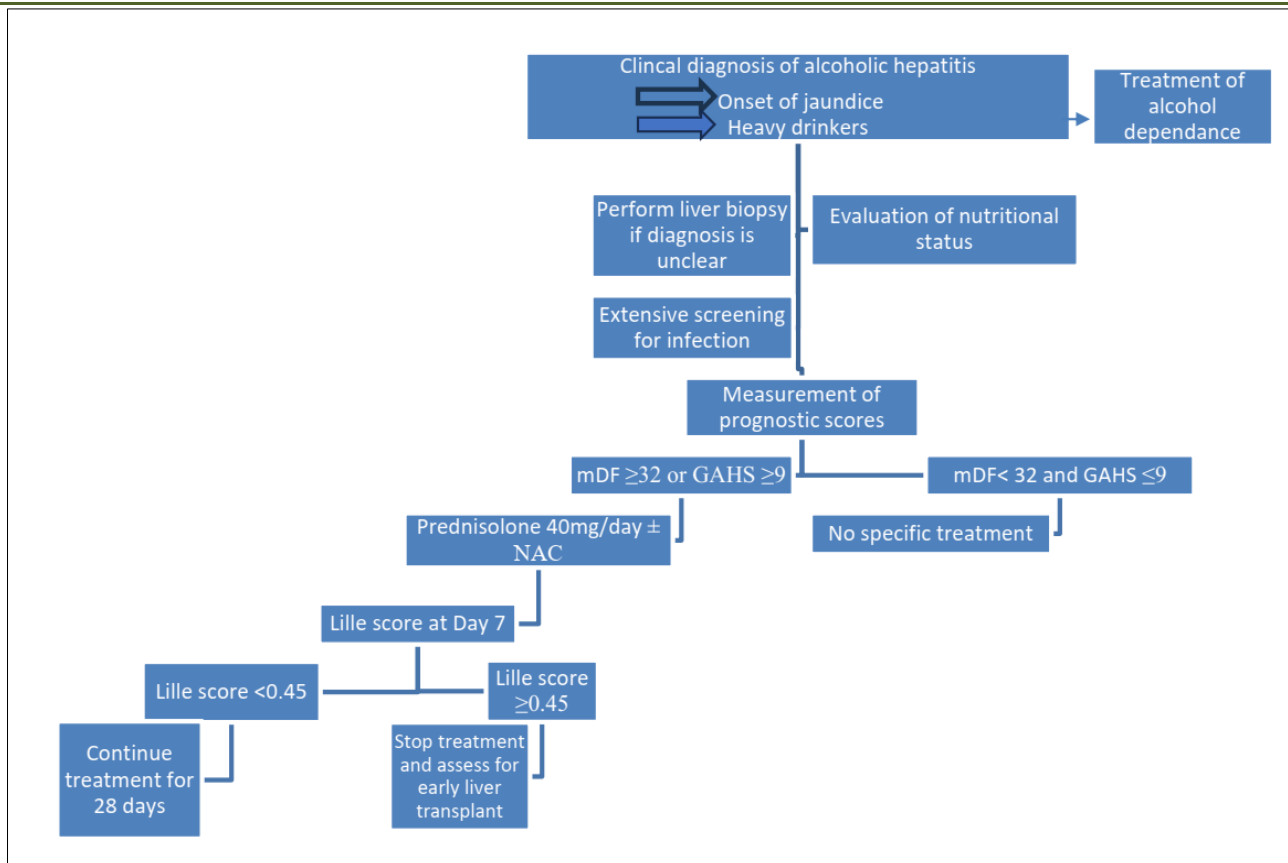 Clincal diagnosis of alcoholic hepatitis
Onset of jaundice
Heavy drinkers
Treatment of
alcohol
dependance
Perform liver biopsy
if diagnosis is
unclear
Evaluation of nutritional
status
Extensive screening
for infection
Measurement of
prognostic scores
mDF ≥32 or GAHS ≥9
mDF< 32 and GAHS ≤9
Prednisolone 40mg/day ±
NAC
No specific treatment
Lille score at Day 7
Lille score <0.45
Lille score
≥0.45
Continue
treatment for
28 days
Stop treatment
and assess for
early liver
transplant